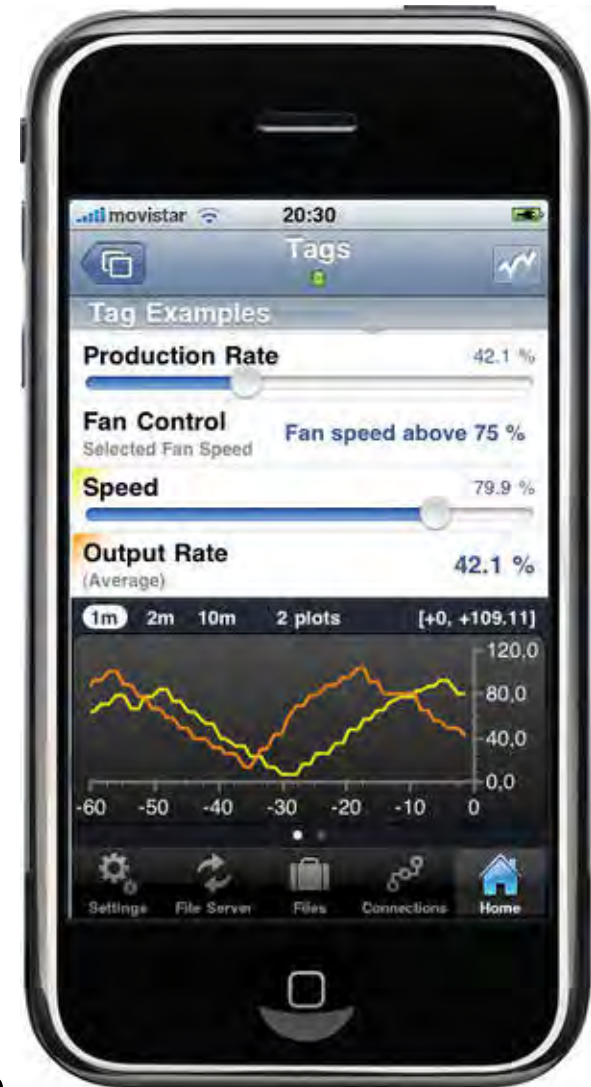 movistar 20:30
Tags
Tag Examples
Production Rate 42.1 %
Fan Control Fan speed above 75 %
Selected Fan Speed
Speed 79.9 %
Output Rate 42.1 %
(Average)
1m 2m 10m 2 plots [+0, +109.11]
120,0
80,0
40,0
0,0
-60 -50 -40 -30 -20 -10 0
Settings File Server Files Connections Home